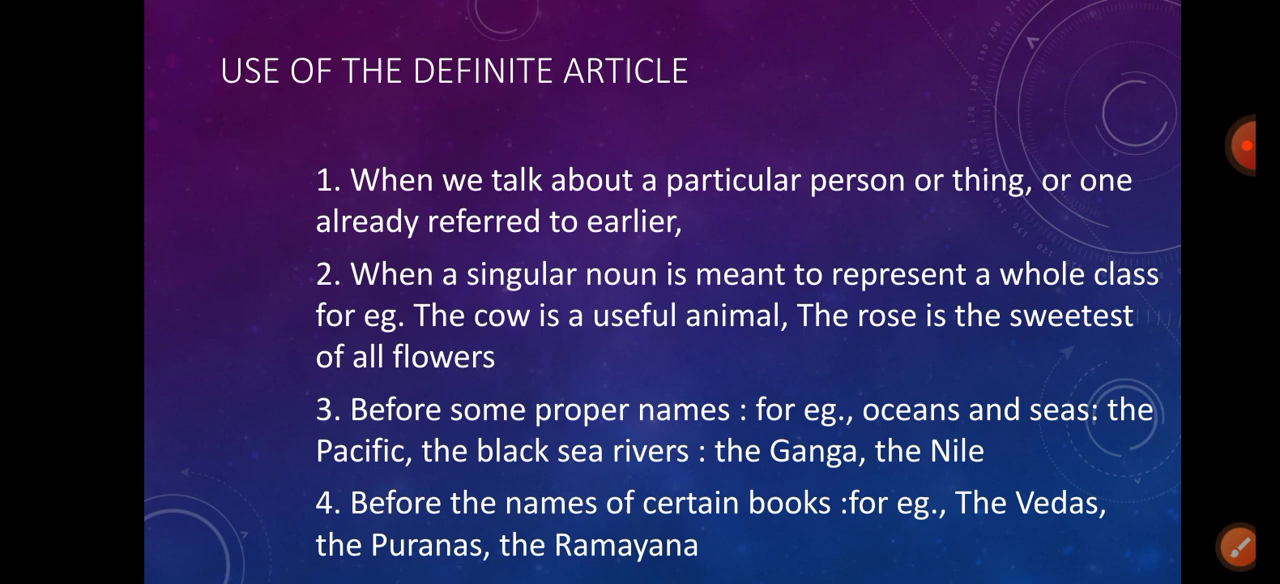 USE OF THE DEFINITE ARTICLE
1. When we talk about a particular person or thing, or one
already referred to earlier,
2. When a singular noun is meant to represent a whole class
for eg. The cow is a useful animal, The rose is the sweetest
of all flowers
3. Before some proper names : for eg., oceans and seas: the
Pacific, the black sea rivers : the Ganga, the Nile
4. Before the names of certain books :for eg., The Vedas,
the Puranas, the Ramayana